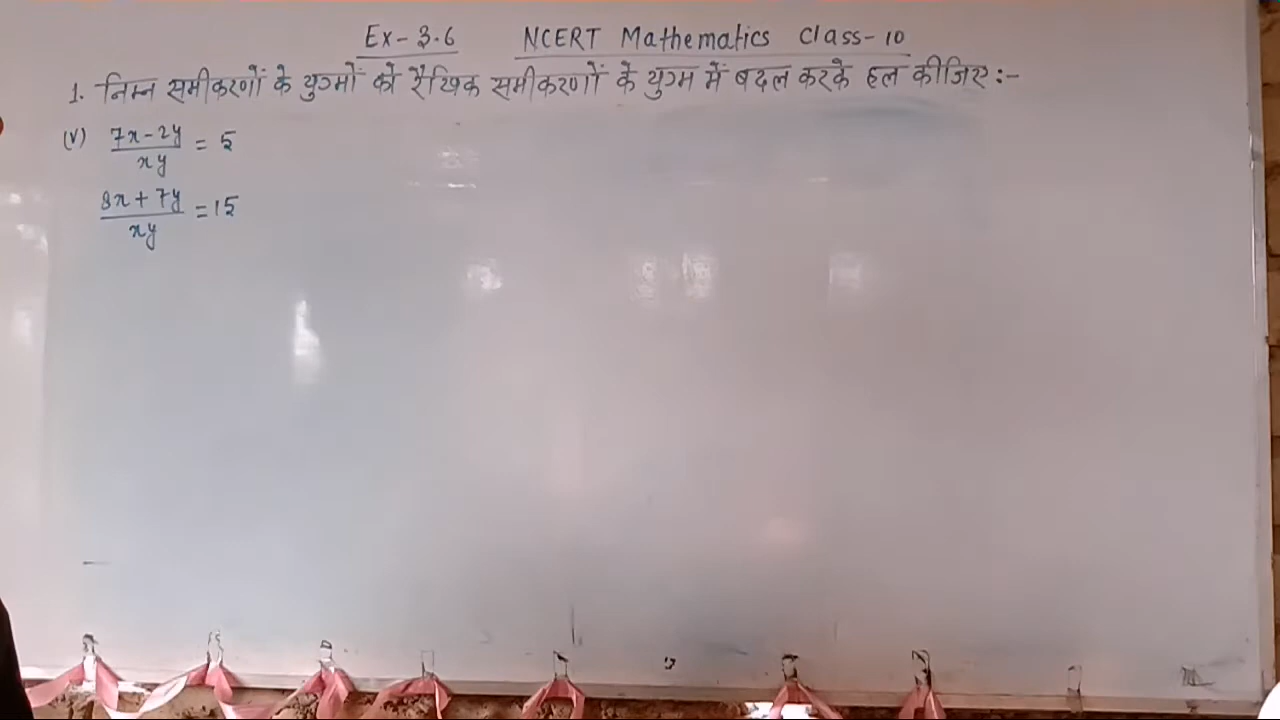 Ex-3.6 NCERT Mathematics Class-10
1. निम्न समीकरणों के युग्मों को रैखिक समीकरणों के युग्म में बदल करके हल कीजिए:-
(V) 7x-2y/xy = 5
8x+7y/xy = 15